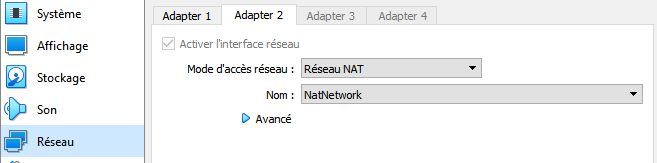 Système
Affichage
Stockage
Son
Réseau
Adapter 1 Adapter 2 Adapter 3 Adapter 4
Activer l'interface réseau
Mode d'accès réseau : Réseau NAT
Nom : NatNetwork
Avancé